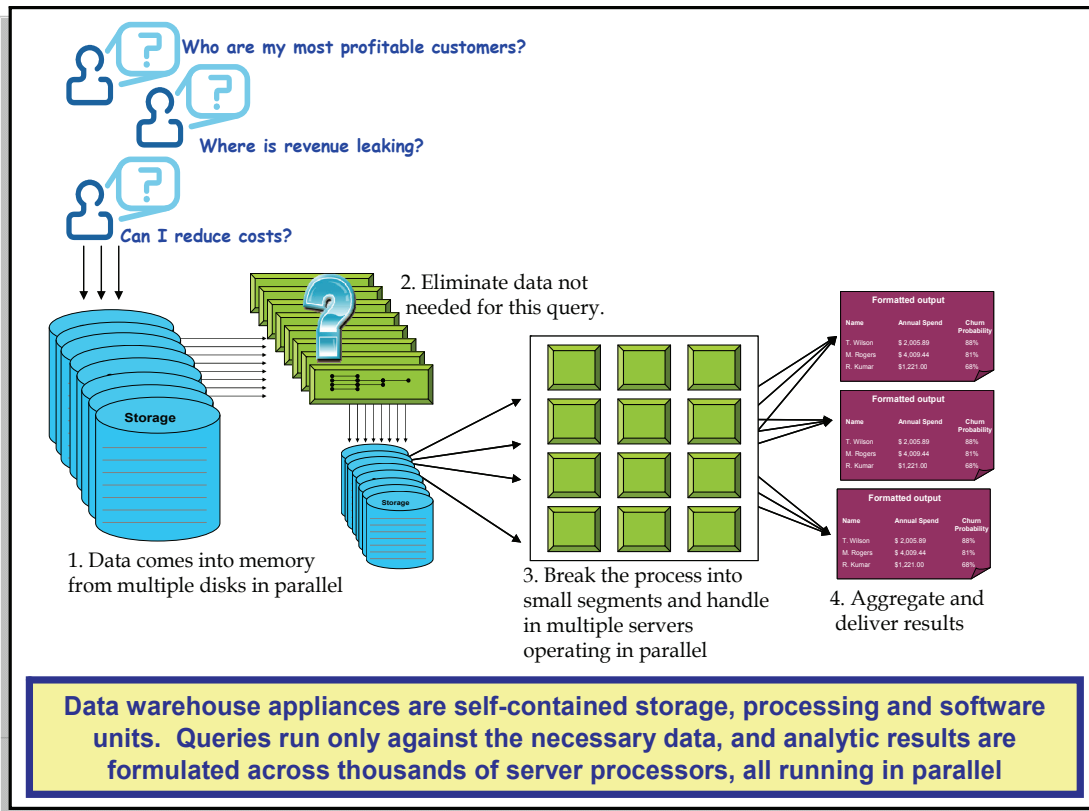 Who are my most profitable customers?
Where is revenue leaking?
Can I reduce costs?
2. Eliminate data not
needed for this query.
Storage
Storage
1. Data comes into memory
from multiple disks in parallel
3. Break the process into
small segments and handle
in multiple servers
operating in parallel
Formatted output
Name Annual Spend Churn
Probability
T. Wilson $ 2,005.89 88%
M. Rogers $ 4,009.44 81%
R. Kumar $1,221.00 68%
Formatted output
Name Annual Spend Churn
Probability
T. Wilson $ 2,005.89 88%
M. Rogers $ 4,009.44 81%
R. Kumar $1,221.00 68%
Formatted output
Name Annual Spend Churn
Probability
T. Wilson $ 2,005.89 88%
M. Rogers $ 4,009.44 81%
R. Kumar $1,221.00 68%
4. Aggregate and
deliver results
Data warehouse appliances are self-contained storage, processing and software
units. Queries run only against the necessary data, and analytic results are
formulated across thousands of server processors, all running in parallel